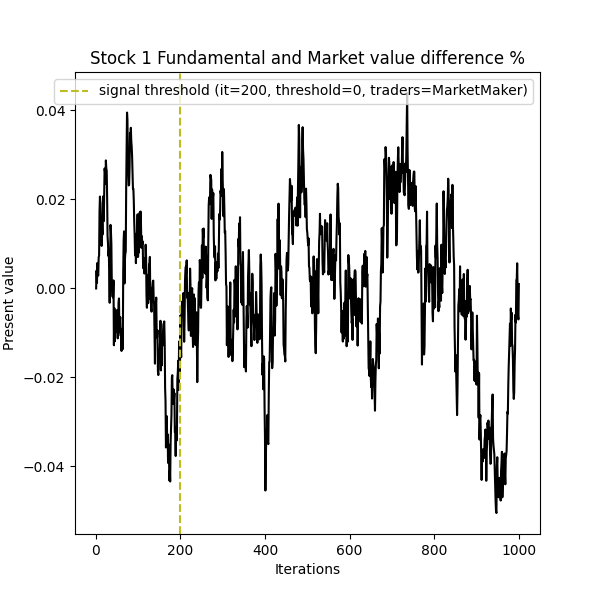 Stock 1 Fundamental and Market value difference %
signal threshold (it=200, threshold=0, traders=MarketMaker)
0.04
0.02
0.00
−0.02
−0.04
Present value
0
200
400
600
800
1000
Iterations